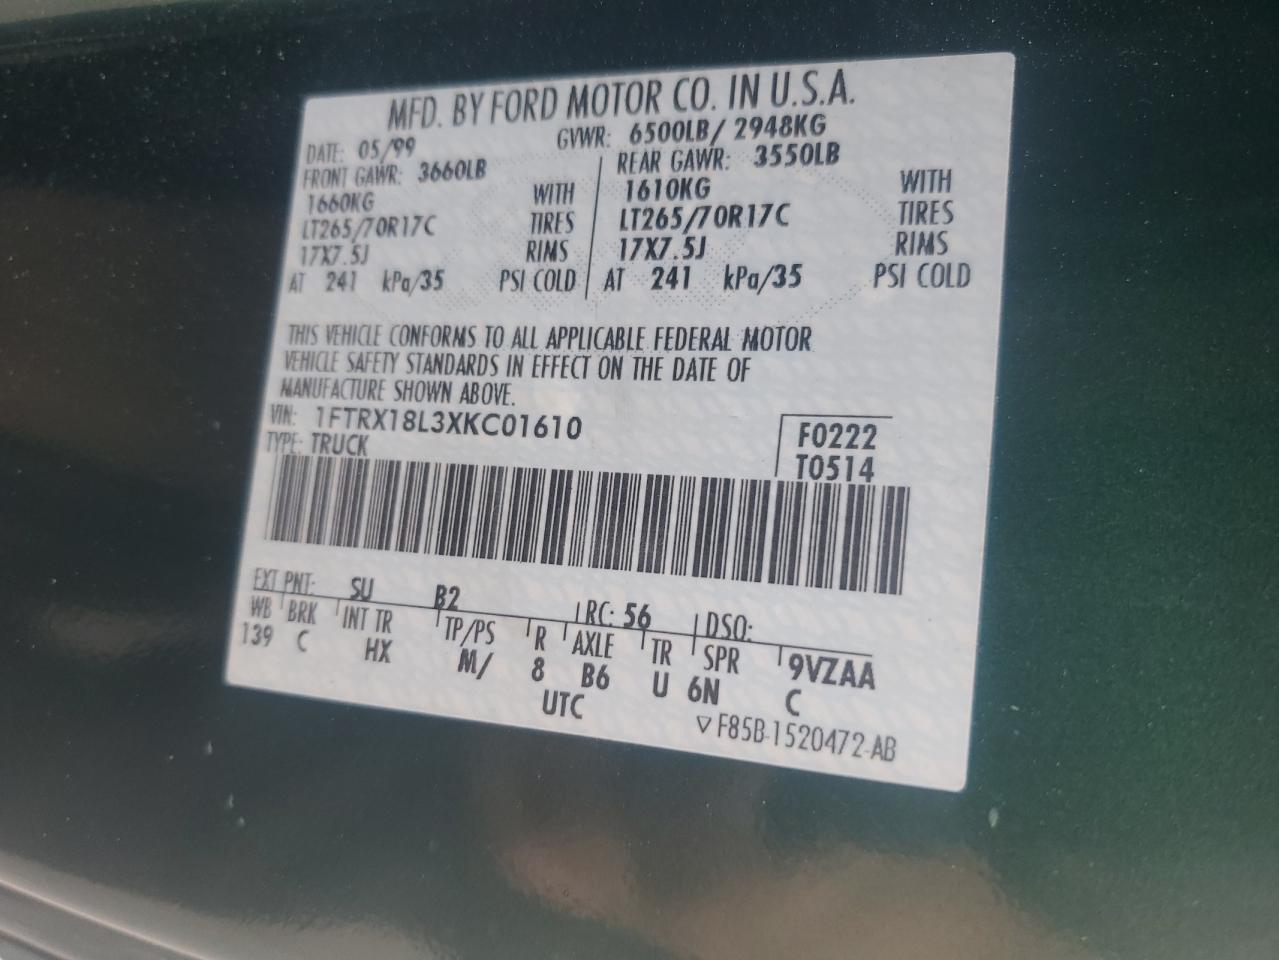 MFD. BY FORD MOTOR CO. IN U.S.A.
DATE: 05/99 GVWR: 6500LB/ 2948KG
FRONT GAWR: 3660LB REAR GAWR: 3550LB
1660KG WITH 1610KG WITH
LT265/70R17C TIRES LT265/70R17C TIRES
17X7.5J RIMS 17X7.5J RIMS
AT 241 kPa/35 PSI COLD AT 241 kPa/35 PSI COLD
THIS VEHICLE CONFORMS TO ALL APPLICABLE FEDERAL MOTOR
VEHICLE SAFETY STANDARDS IN EFFECT ON THE DATE OF
MANUFACTURE SHOWN ABOVE.
VIN: 1FTRX18L3XKC01610 F0222
TYPE: TRUCK T0514
EXT PNT: SU B2 RC: 56 DSO:
WB BRK INT TR TP/PS R AXLE TR SPR 9VZAA
139 C HX M/ 8 B6 U 6N C
UTC
▽F85B-1520472-AB